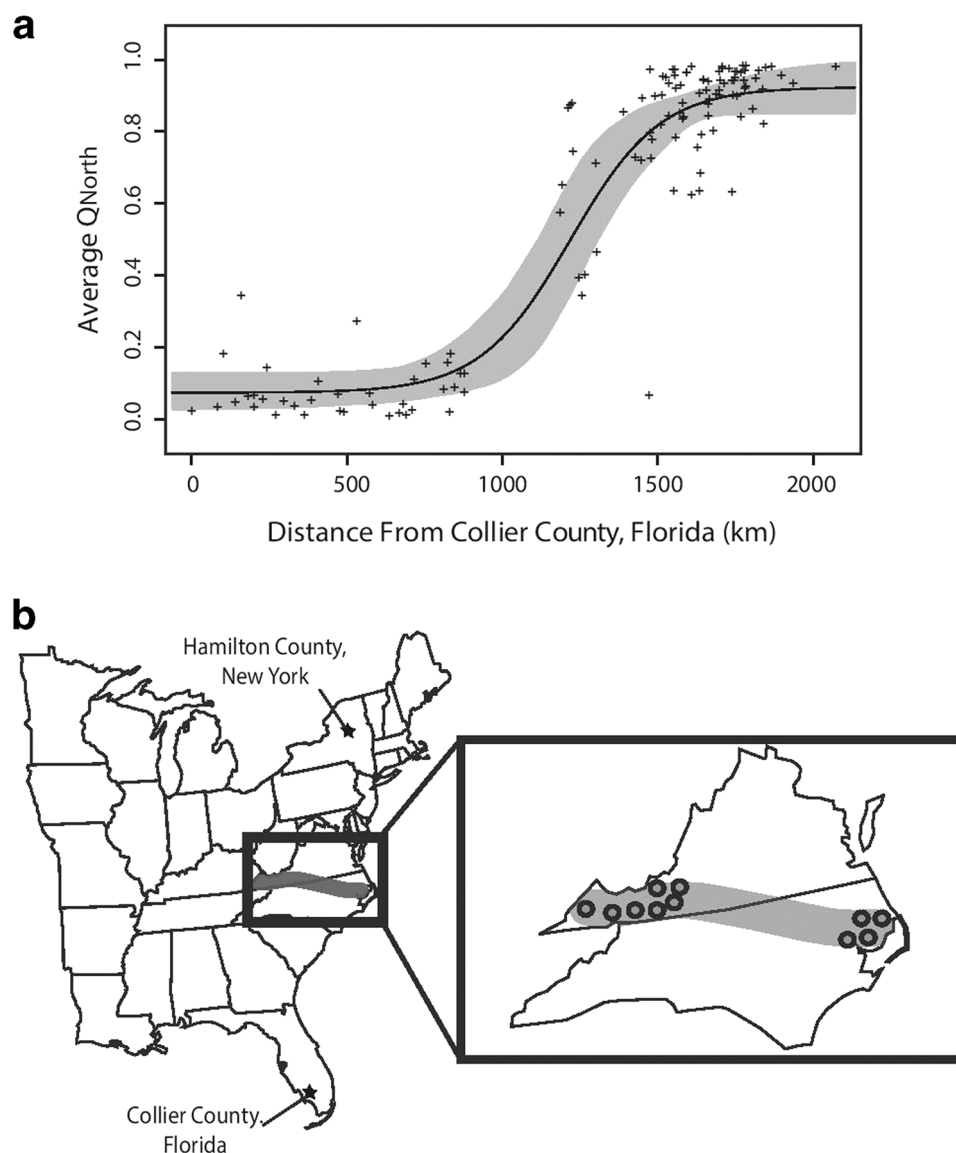 a
Average QNorth
1.0
0.8
0.6
0.4
0.2
0.0
0
500
1000
1500
2000
Distance From Collier County, Florida (km)
b
Hamilton County,
New York
Collier County.
Florida